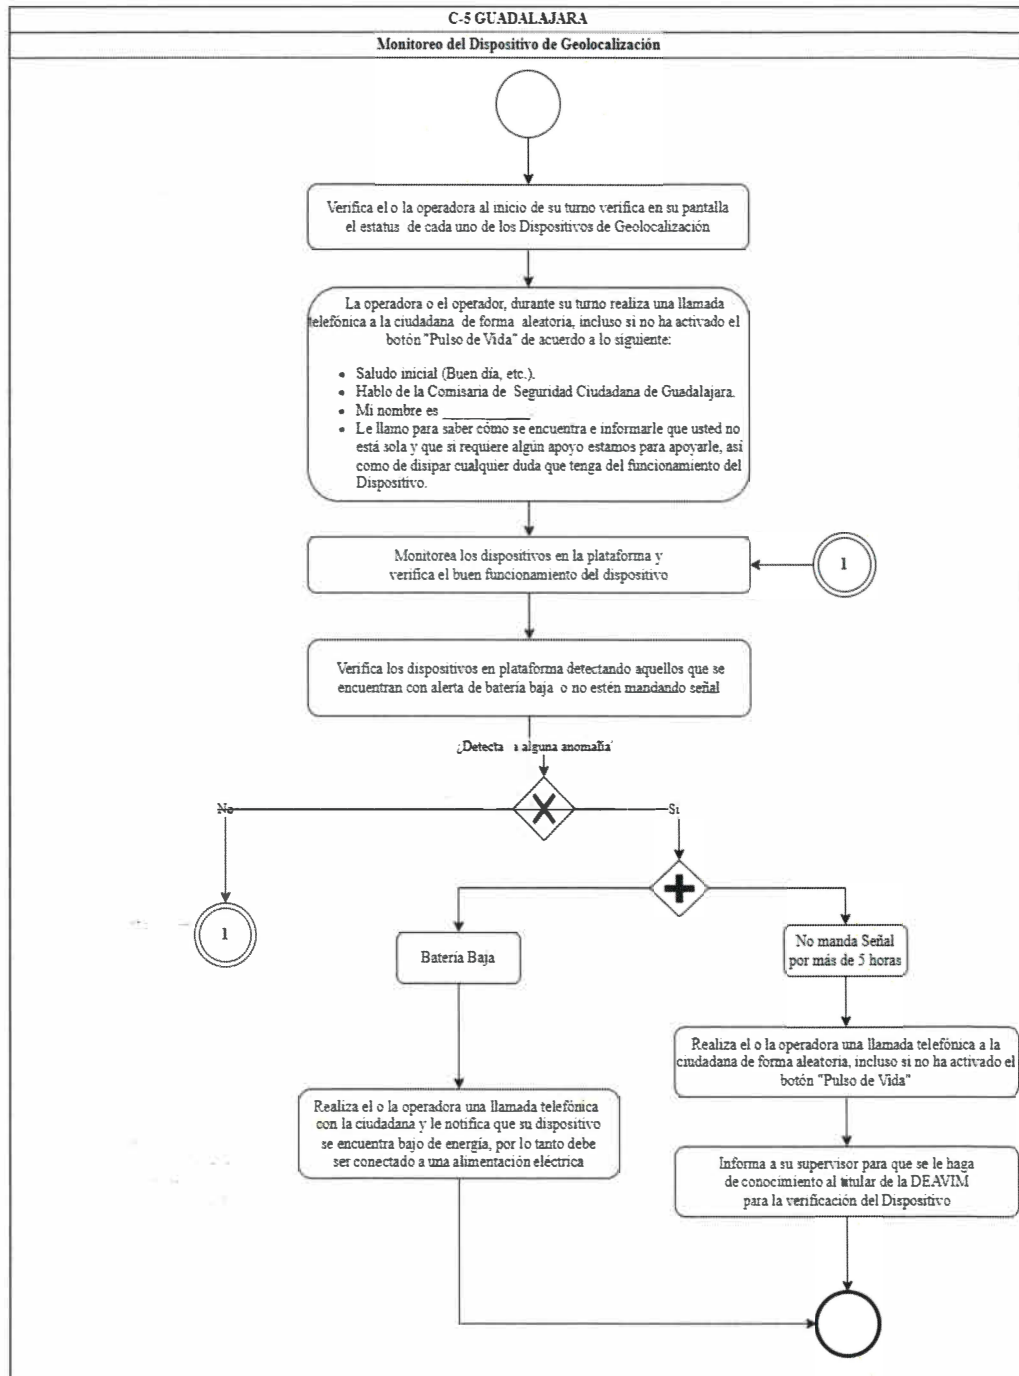 C-5 GUADALAJARA
Monitoreo del Dispositivo de Geolocalización
Verifica el o la operadora al inicio de su turno verifica en su pantalla
el estatus de cada uno de los Dispositivos de Geolocalización
La operadora o el operador, durante su turno realiza una llamada
telefónica a la ciudadana de forma aleatoria, incluso si no ha activado el
botón "Pulso de Vida" de acuerdo a lo siguiente:
• Saludo inicial (Buen día, etc.).
• Hablo de la Comisaria de Seguridad Ciudadana de Guadalajara.
• Mi nombre es ____________.
• Le llamo para saber cómo se encuentra e informarle que usted no
está sola y que si requiere algún apoyo estamos para apoyarle, así
como de disipar cualquier duda que tenga del funcionamiento del
Dispositivo.
Monitorea los dispositivos en la plataforma y
verifica el buen funcionamiento del dispositivo
1
Verifica los dispositivos en plataforma detectando aquellos que se
encuentran con alerta de batería baja o no estén mandando señal
¿Detecta a alguna anomalía
No
Si
1
Batería Baja
No manda Señal
por más de 5 horas
Realiza el o la operadora una llamada telefónica a la
ciudadana de forma aleatoria, incluso si no ha activado el
botón "Pulso de Vida"
Realiza el o la operadora una llamada telefónica
con la ciudadana y le notifica que su dispositivo
se encuentra bajo de energía, por lo tanto debe
ser conectado a una alimentación eléctrica
Informa a su supervisor para que se le haga
de conocimiento al titular de la DEAVIM
para la verificación del Dispositivo